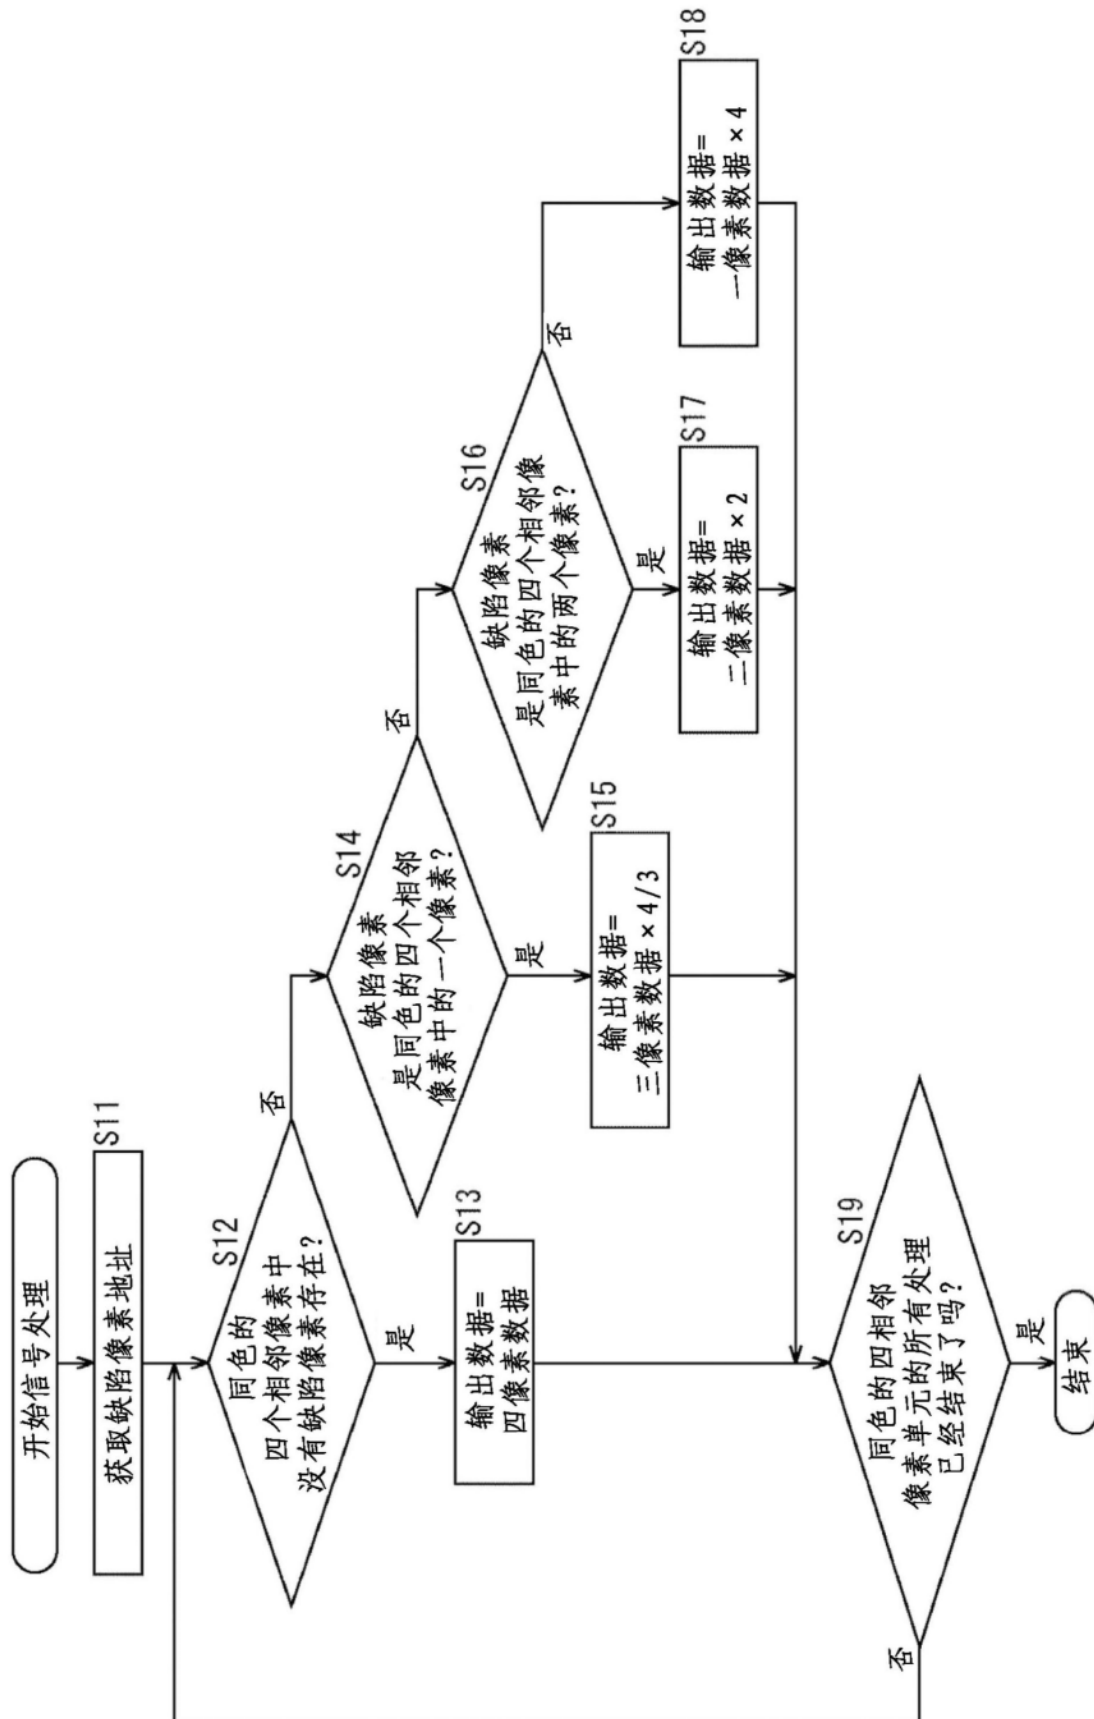 开始信号处理
S11
获取缺陷像素地址
S12
同色的
四个相邻像素中
没有缺陷像素存在?
否
是
S13
输出数据=
四像素数据
S14
缺陷像素
是同色的四个相邻
像素中的一个像素?
否
是
S15
输出数据=
三像素数据×4/3
S16
缺陷像素
是同色的四个相邻像
素中的两个像素?
否
是
S17
输出数据=
二像素数据×2
S18
输出数据=
一像素数据×4
S19
同色的四相邻
像素单元的所有处理
已经结束了吗?
否
是
结束